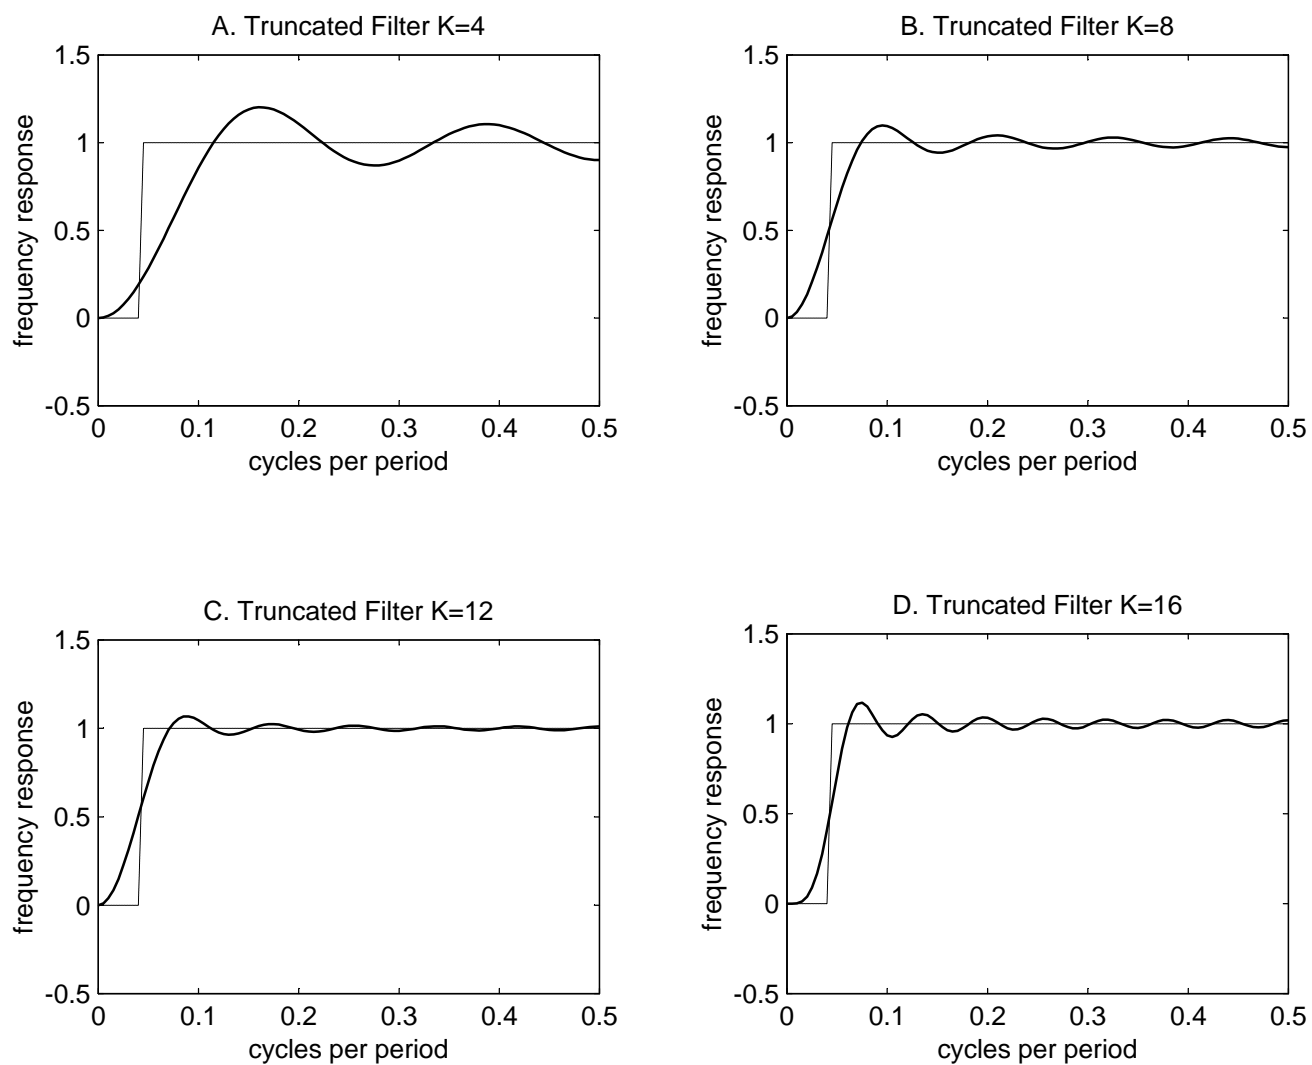 A. Truncated Filter K=4
1.5
1
0.5
0
-0.5
frequency response
0 0.1 0.2 0.3 0.4 0.5
cycles per period
B. Truncated Filter K=8
1.5
1
0.5
0
-0.5
frequency response
0 0.1 0.2 0.3 0.4 0.5
cycles per period
C. Truncated Filter K=12
1.5
1
0.5
0
-0.5
frequency response
0 0.1 0.2 0.3 0.4 0.5
cycles per period
D. Truncated Filter K=16
1.5
1
0.5
0
-0.5
frequency response
0 0.1 0.2 0.3 0.4 0.5
cycles per period